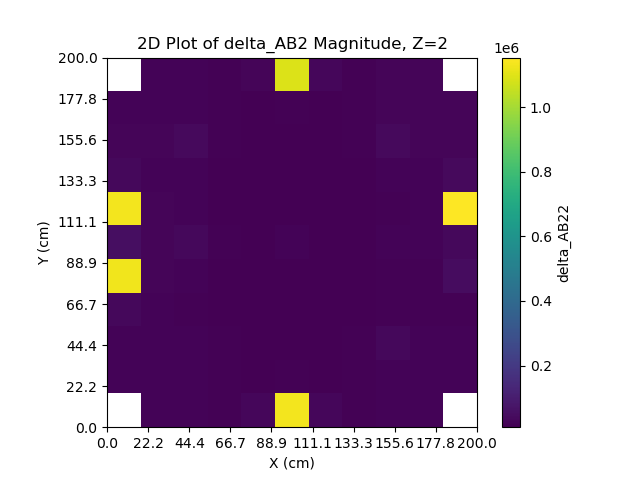 2D Plot of delta_AB2 Magnitude, Z=2
1e6
200.0
177.8
155.6
133.3
111.1
88.9
66.7
44.4
22.2
0.0
Y (cm)
0.0 22.2 44.4 66.7 88.9 111.1 133.3 155.6 177.8 200.0
X (cm)
1.0
0.8
0.6
0.4
0.2
delta_AB22